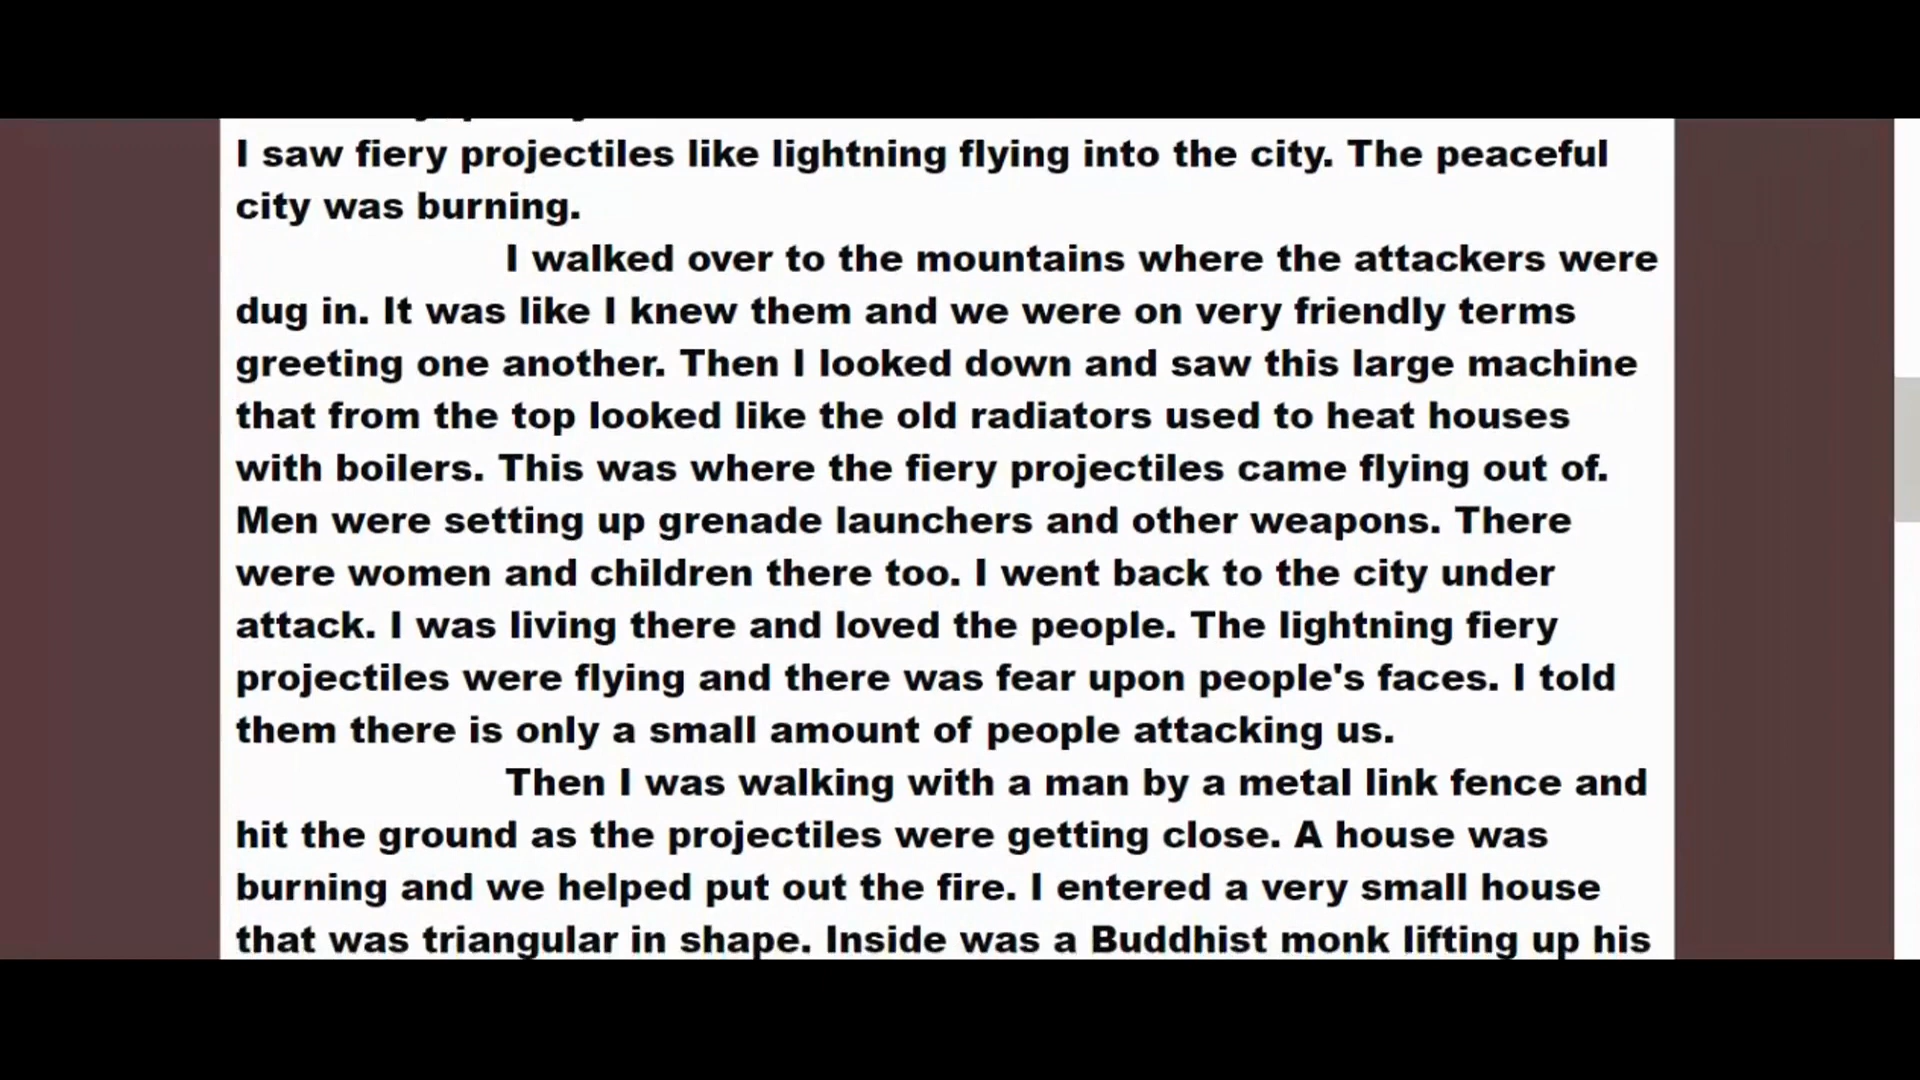 I saw fiery projectiles like lightning flying into the city. The peaceful
city was burning.
I walked over to the mountains where the attackers were
dug in. It was like I knew them and we were on very friendly terms
greeting one another. Then I looked down and saw this large machine
that from the top looked like the old radiators used to heat houses
with boilers. This was where the fiery projectiles came flying out of.
Men were setting up grenade launchers and other weapons. There
were women and children there too. I went back to the city under
attack. I was living there and loved the people. The lightning fiery
projectiles were flying and there was fear upon people's faces. I told
them there is only a small amount of people attacking us.
Then I was walking with a man by a metal link fence and
hit the ground as the projectiles were getting close. A house was
burning and we helped put out the fire. I entered a very small house
that was triangular in shape. Inside was a Buddhist monk lifting up his